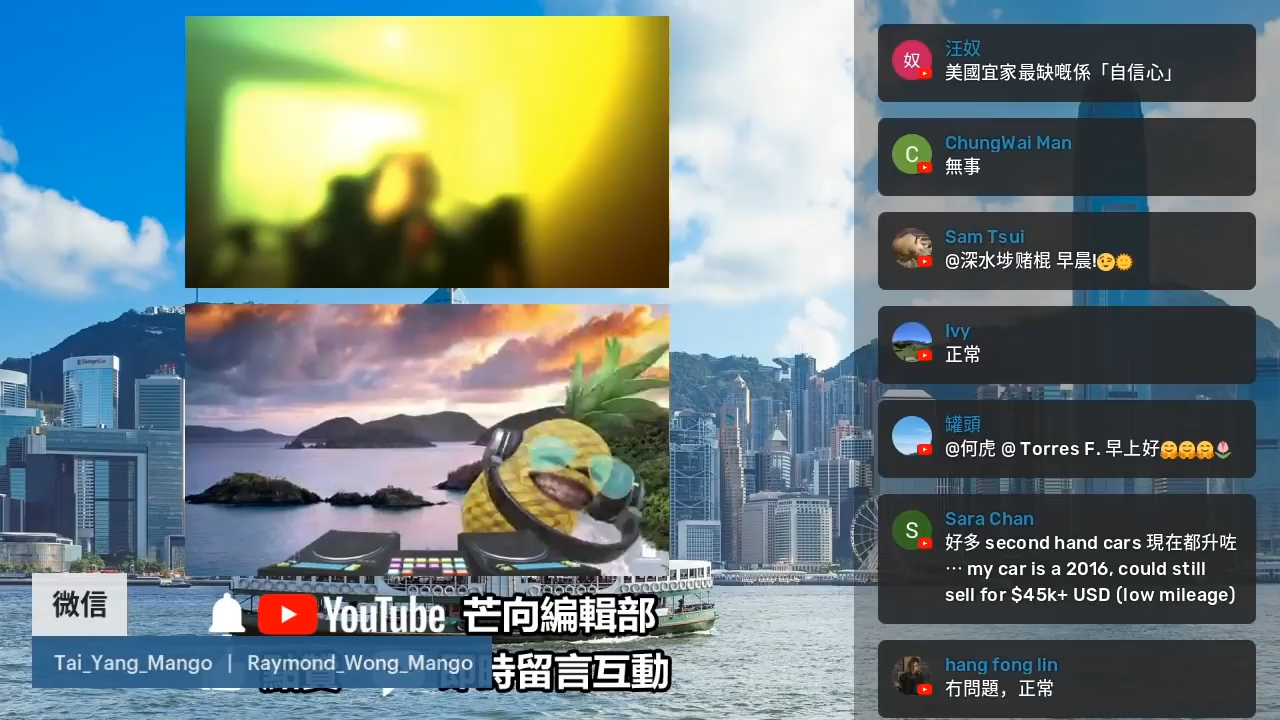 微信
Tai_Yang_Mango | Raymond_Wong_Mango
YouTube 芒向編輯部
即時留言互動
奴
汪奴
美國宜家最缺嘅係「自信心」
C
ChungWai Man
無事
Sam Tsui
@深水埗赌棍 早晨!🤨🌞
Ivy
正常
罐頭
@何虎 @ Torres F. 早上好🤗🤗🤗🌷
S
Sara Chan
好多 second hand cars 現在都升咗
… my car is a 2016, could still
sell for $45k+ USD (low mileage)
hang fong lin
冇問題，正常